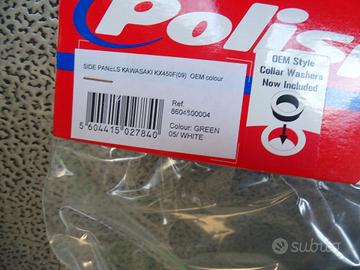 Polis
SIDE PANELS KAWASAKI KX450F(09) OEM colour
OEM Style
Collar Washers
Now Included
Ref.
8604500004
Colour: GREEN
05/ WHITE
5 604415 027840
subito